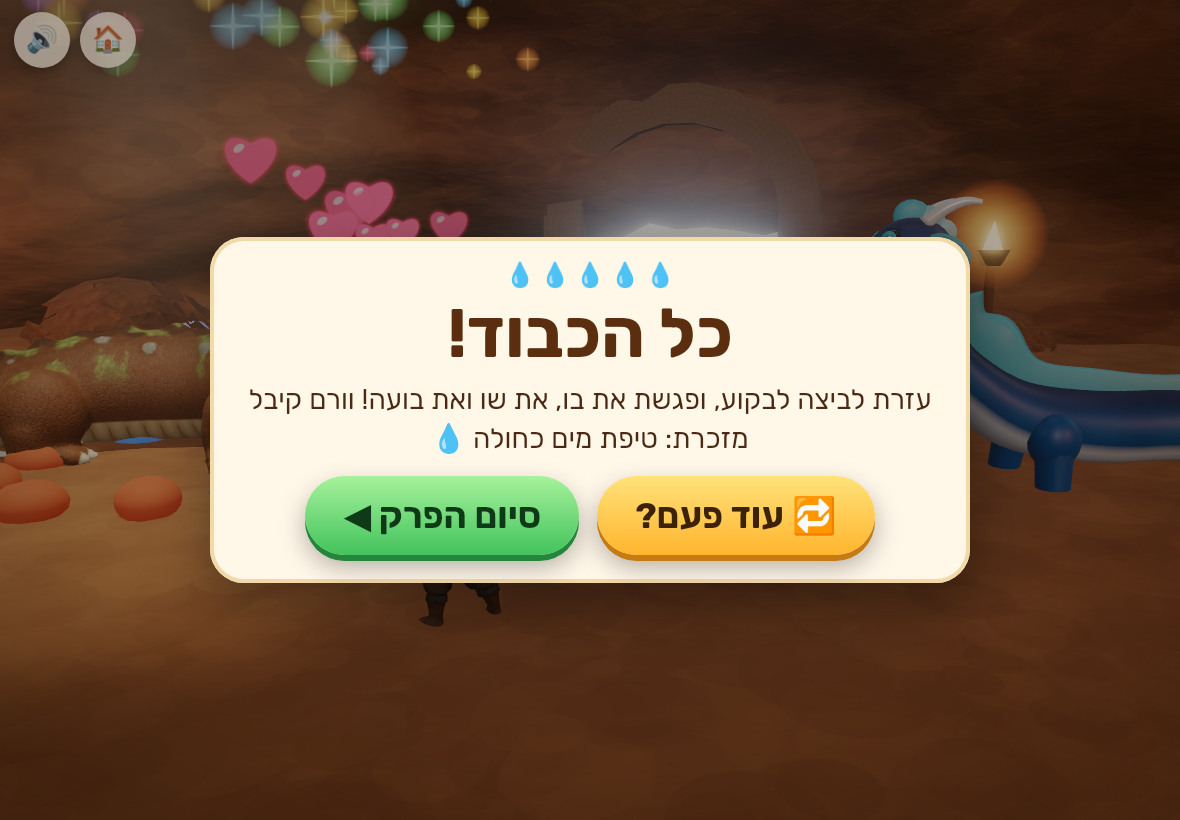 כל הכבוד!
עזרת לביצה לבקוע, ופגשת את בו, את שו ואת בועה! וורם קיבל
מזכרת: טיפת מים כחולה 💧
🔁 עוד פעם?
סיום הפרק ◀